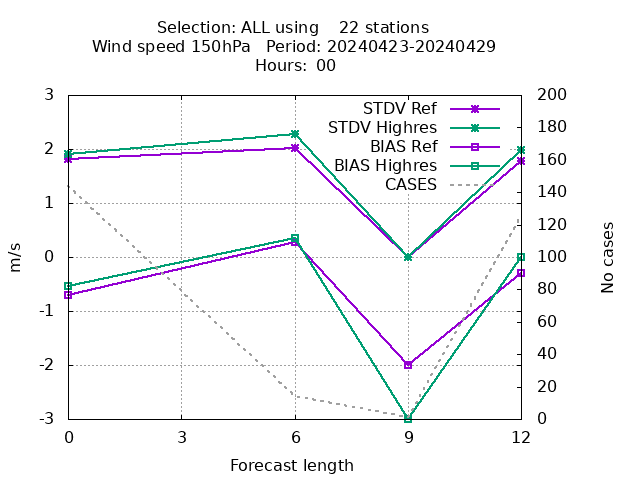 Selection: ALL using    22 stations
Wind speed 150hPa   Period: 20240423-20240429
Hours: 00
STDV Ref
STDV Highres
BIAS Ref
BIAS Highres
CASES
3
2
1
0
-1
-2
-3
m/s
200
180
160
140
120
100
80
60
40
20
0
No cases
0 3 6 9 12
Forecast length